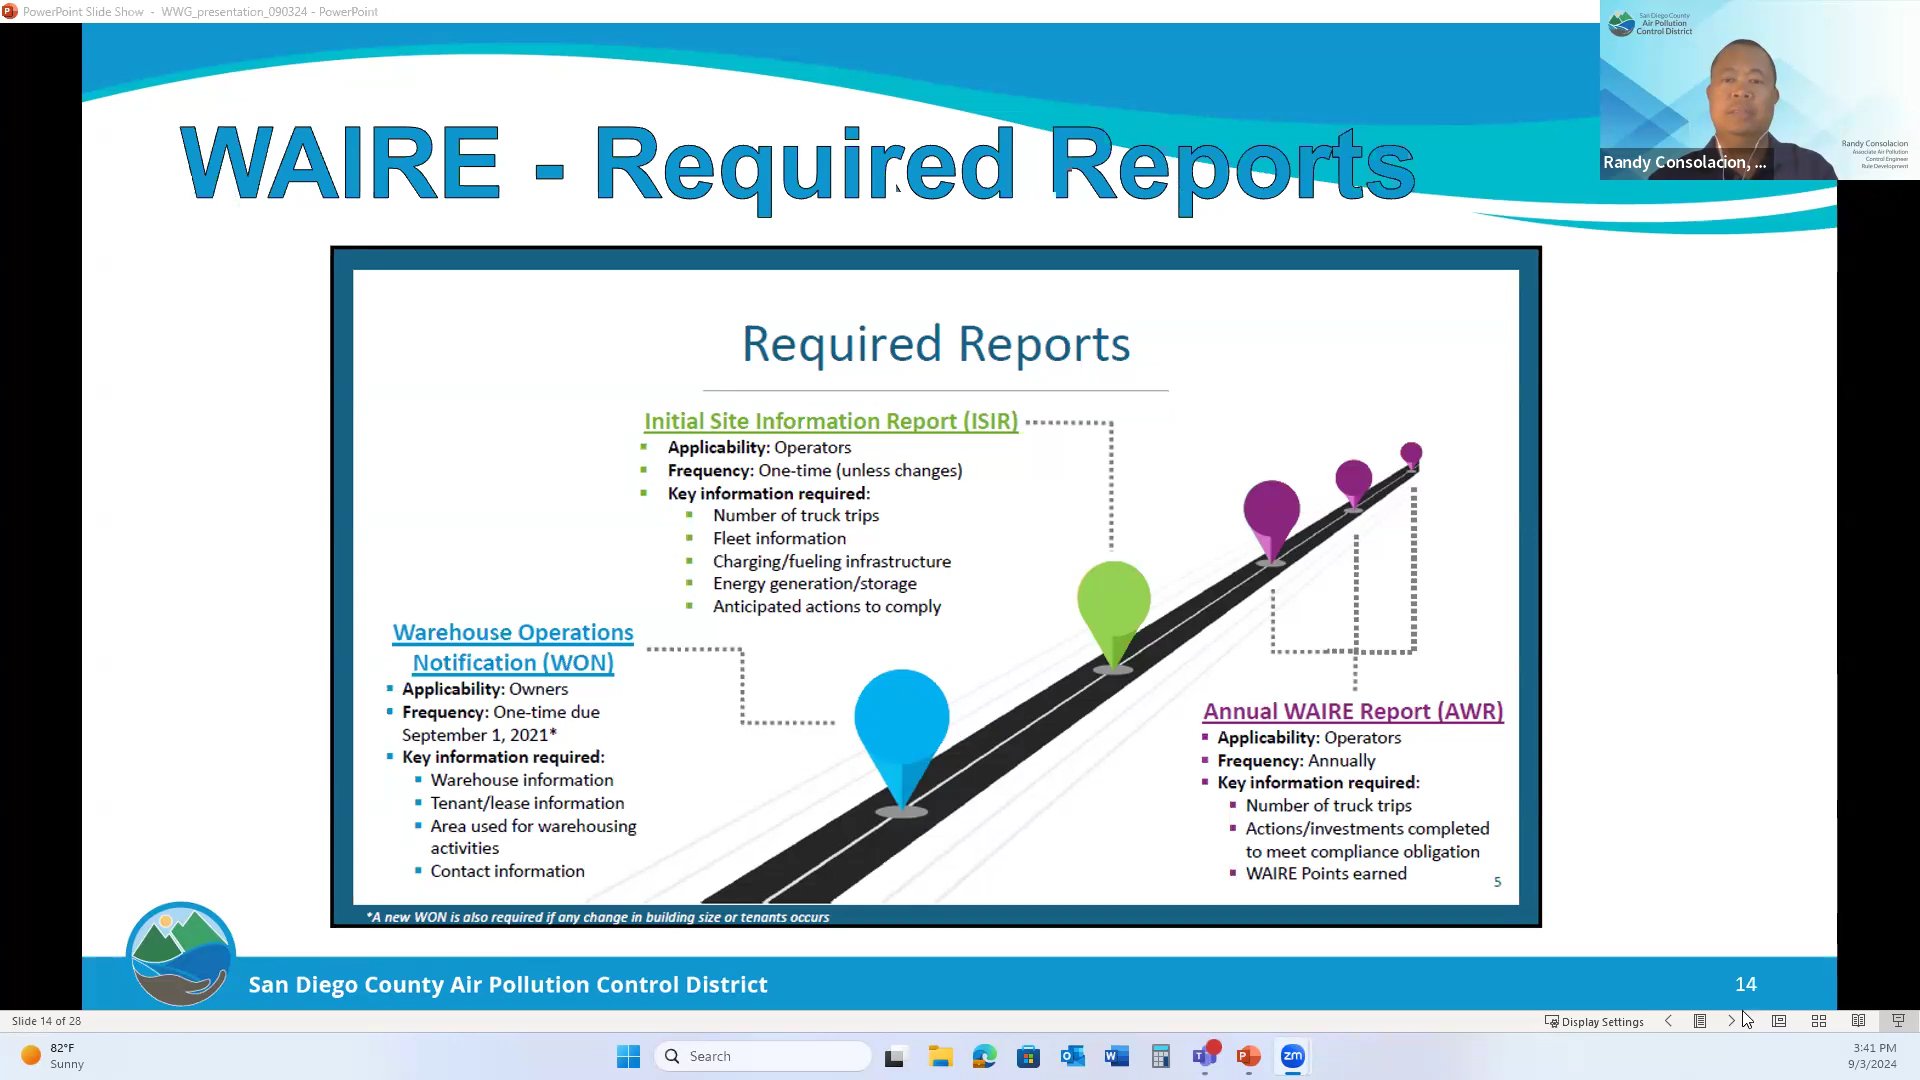 PowerPoint Slide Show - WWG_presentation_090324 - PowerPoint
San Diego County
Air Pollution
Control District
Randy Consolacion
Associate Air Pollution
Control Engineer
Rule Development
Randy Consolacion, ...
WAIRE - Required Reports
Required Reports
Initial Site Information Report (ISIR)
Applicability: Operators
Frequency: One-time (unless changes)
Key information required:
Number of truck trips
Fleet information
Charging/fueling infrastructure
Energy generation/storage
Anticipated actions to comply
Warehouse Operations
Notification (WON)
Applicability: Owners
Frequency: One-time due
September 1, 2021*
Key information required:
Warehouse information
Tenant/lease information
Area used for warehousing
activities
Contact information
Annual WAIRE Report (AWR)
Applicability: Operators
Frequency: Annually
Key information required:
Number of truck trips
Actions/investments completed
to meet compliance obligation
WAIRE Points earned
5
*A new WON is also required if any change in building size or tenants occurs
San Diego County Air Pollution Control District
14
Slide 14 of 28
Display Settings
82°F
Sunny
Search
zm
3:41 PM
9/3/2024